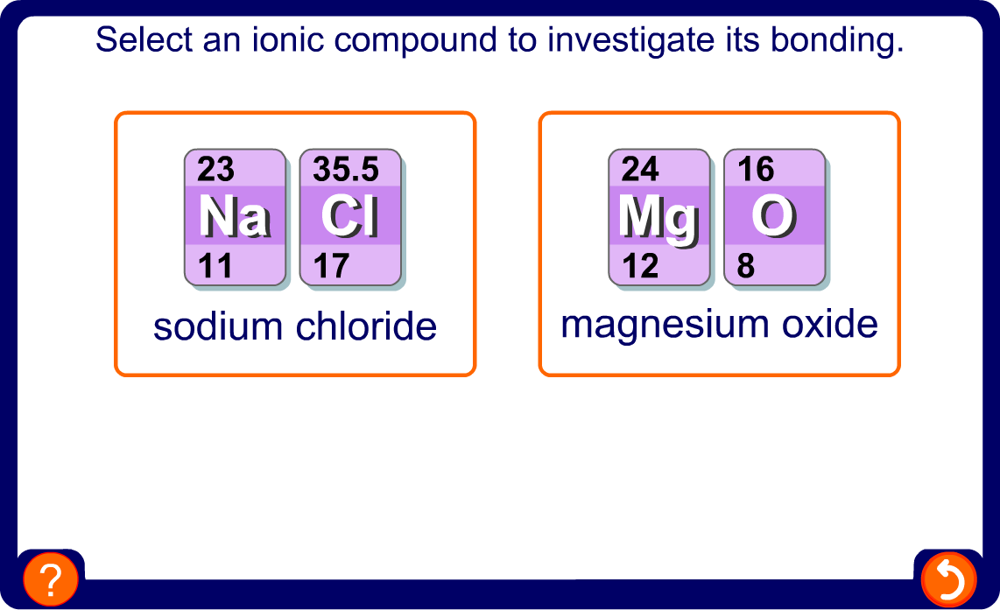 Select an ionic compound to investigate its bonding.
23 35.5 24 16
Na Cl Mg O
11 17 12 8
sodium chloride magnesium oxide
?